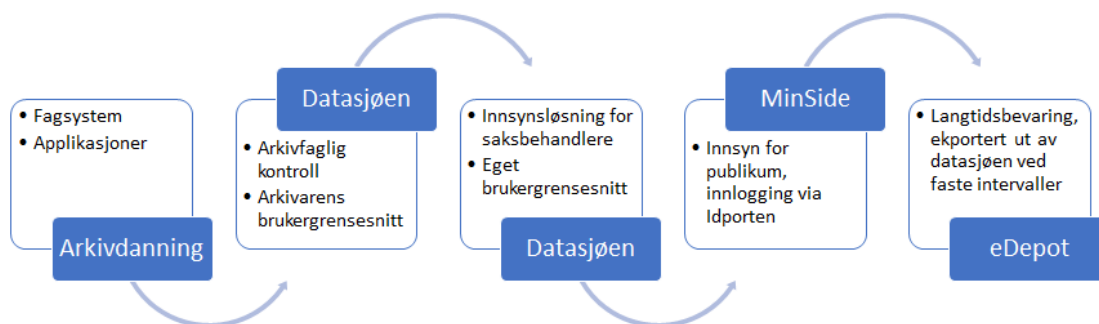 • Fagsystem
• Applikasjoner
Arkivdanning
Datasjøen
• Arkivfaglig
kontroll
• Arkivarens
brukergrensesnitt
• Innsynsløsning for
saksbehandlere
• Eget
brukergrensesnitt
Datasjøen
MinSide
• Innsyn for
publikum,
innlogging via
Idporten
• Langtidsbevaring,
ekportert ut av
datasjøen ved
faste intervaller
eDepot